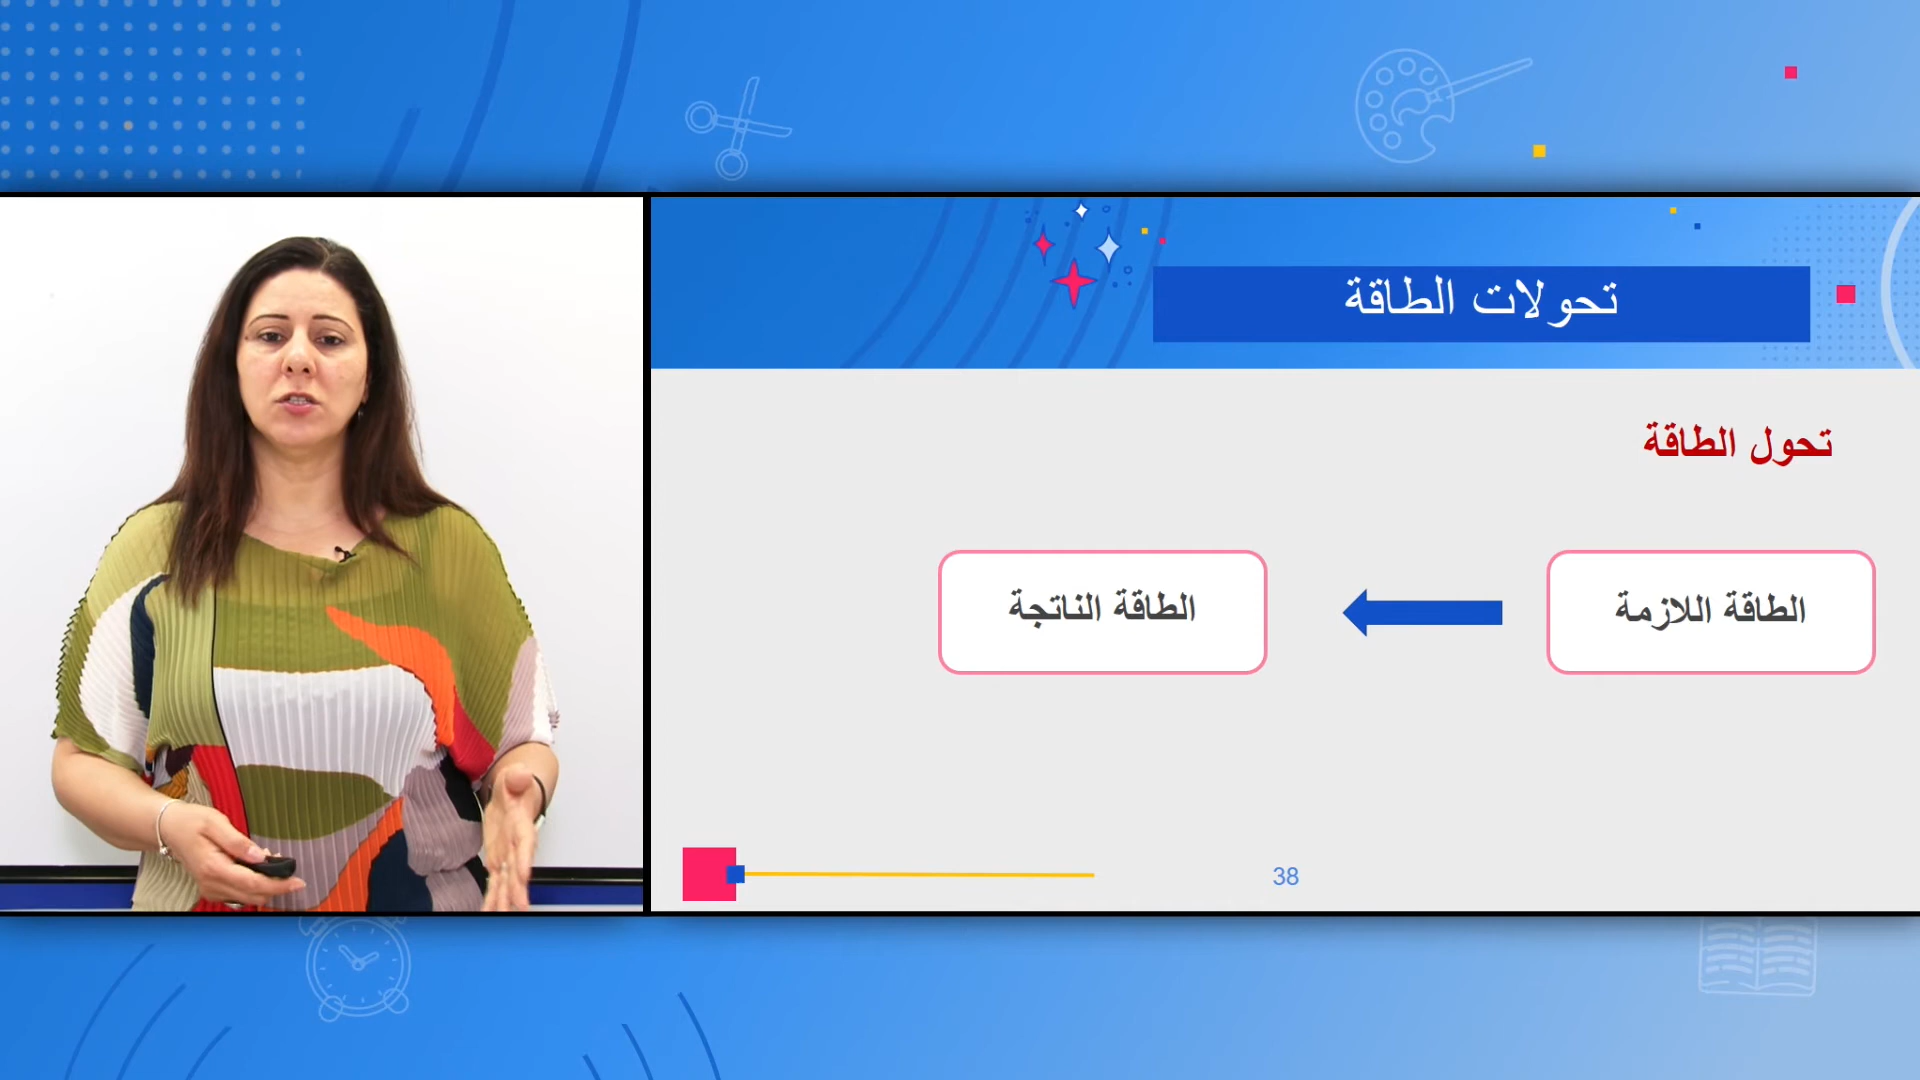 تحولات الطاقة
تحول الطاقة
الطاقة اللازمة
الطاقة الناتجة
38